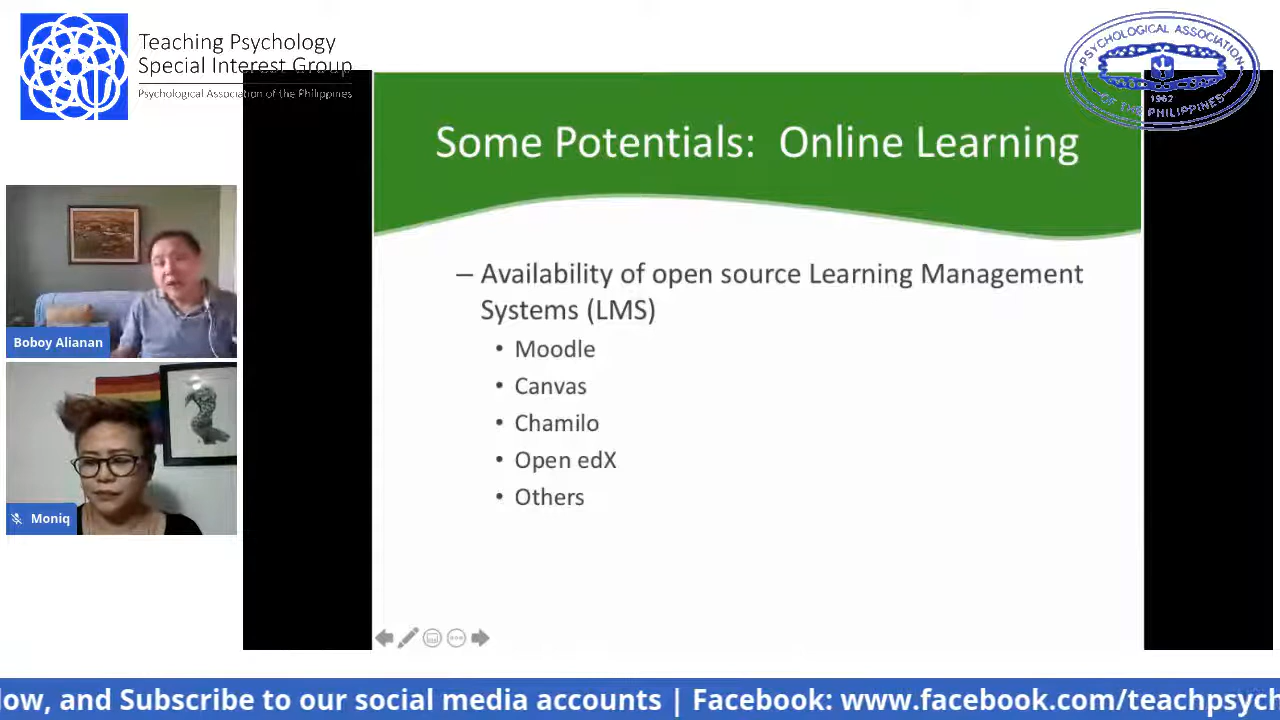 Teaching Psychology
Special Interest Group
Psychological Association of the Philippines
PSYCHOLOGICAL ASSOCIATION
1962
OF THE PHILIPPINES
Some Potentials: Online Learning
– Availability of open source Learning Management
Systems (LMS)
• Moodle
• Canvas
• Chamilo
• Open edX
• Others
Boboy Alianan
Moniq
low, and Subscribe to our social media accounts | Facebook: www.facebook.com/teachpsych